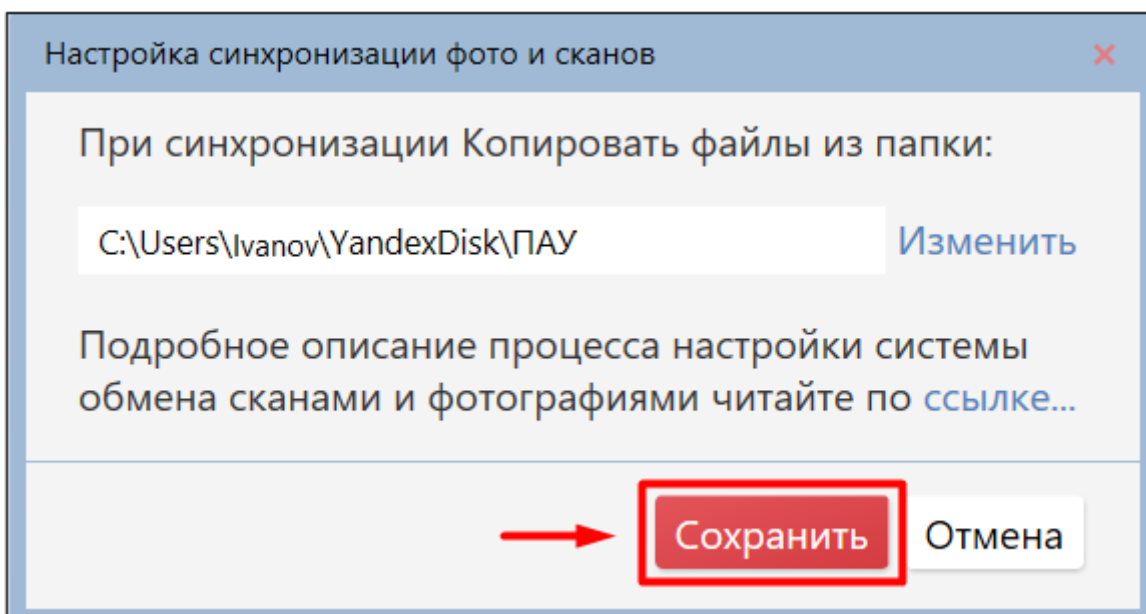 Настройка синхронизации фото и сканов
При синхронизации Копировать файлы из папки:
C:\Users\Ivanov\YandexDisk\ПАУ Изменить
Подробное описание процесса настройки системы
обмена сканами и фотографиями читайте по ссылке...
Сохранить Отмена